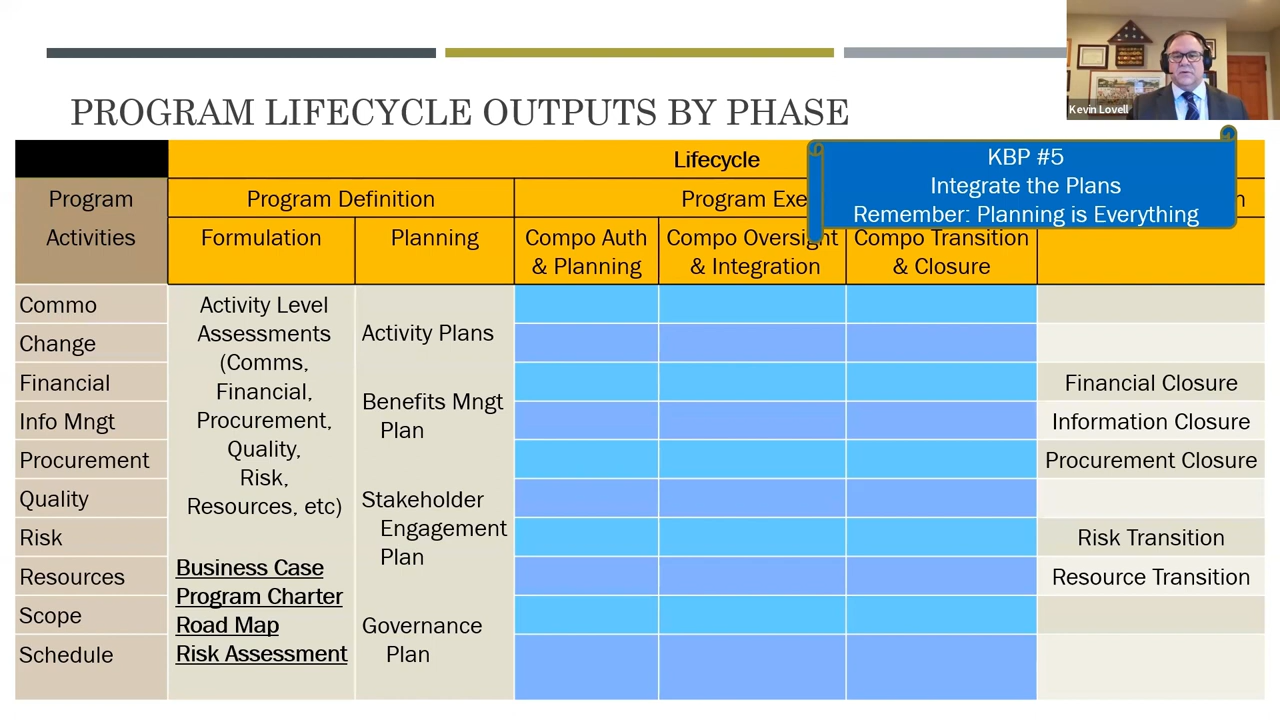 PROGRAM LIFECYCLE OUTPUTS BY PHASE
Kevin Lovell
KBP #5
Integrate the Plans
Remember: Planning is Everything
Lifecycle
Program
Activities
Program Definition
Program Exe
n
Formulation
Planning
Compo Auth
& Planning
Compo Oversight
& Integration
Compo Transition
& Closure
Commo
Change
Financial
Info Mngt
Procurement
Quality
Risk
Resources
Scope
Schedule
Activity Level
Assessments
(Comms,
Financial,
Procurement,
Quality,
Risk,
Resources, etc)
Business Case
Program Charter
Road Map
Risk Assessment
Activity Plans
Benefits Mngt
Plan
Stakeholder
Engagement
Plan
Governance
Plan
Financial Closure
Information Closure
Procurement Closure
Risk Transition
Resource Transition